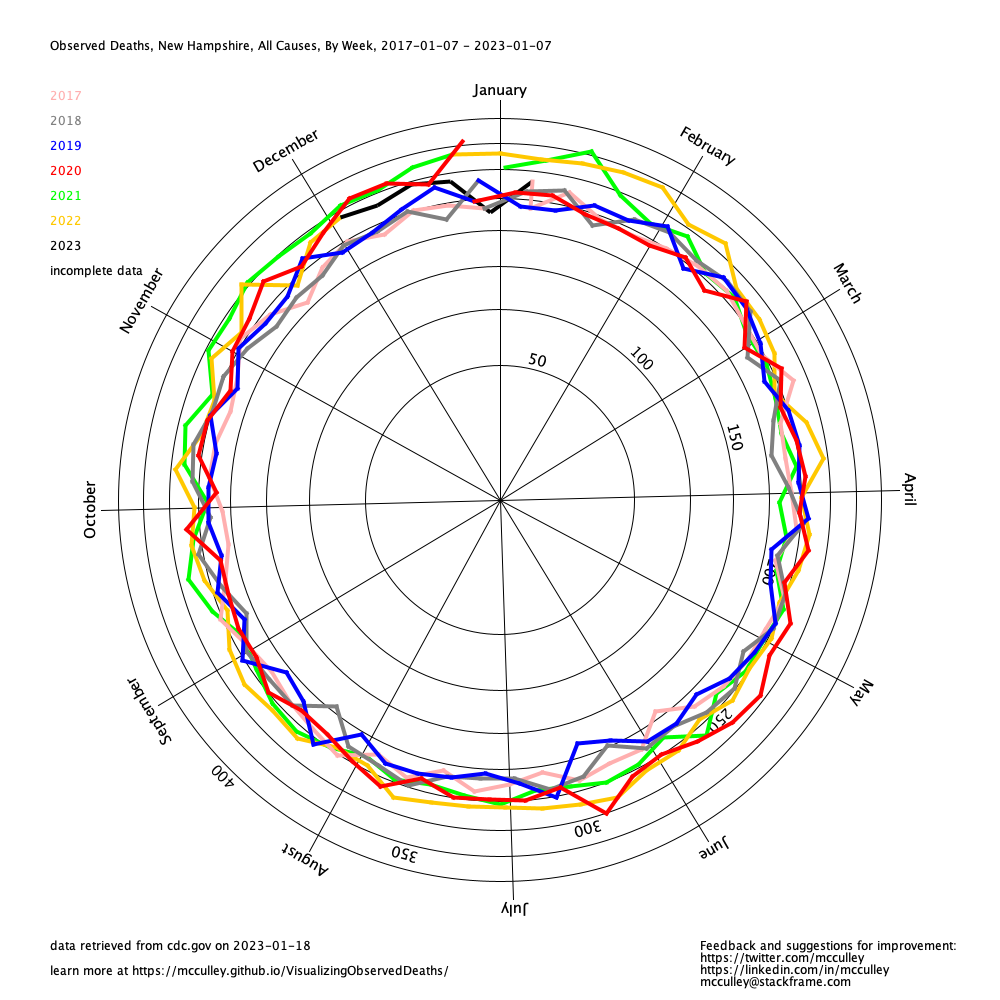 Observed Deaths, New Hampshire, All Causes, By Week, 2017-01-07 - 2023-01-07
2017
2018
2019
2020
2021
2022
2023
incomplete data
January
February
March
April
May
June
July
August
September
October
November
December
50
100
150
200
250
300
350
400
data retrieved from cdc.gov on 2023-01-18
learn more at https://mcculley.github.io/VisualizingObservedDeaths/
Feedback and suggestions for improvement:
https://twitter.com/mcculley
https://linkedin.com/in/mcculley
mcculley@stackframe.com